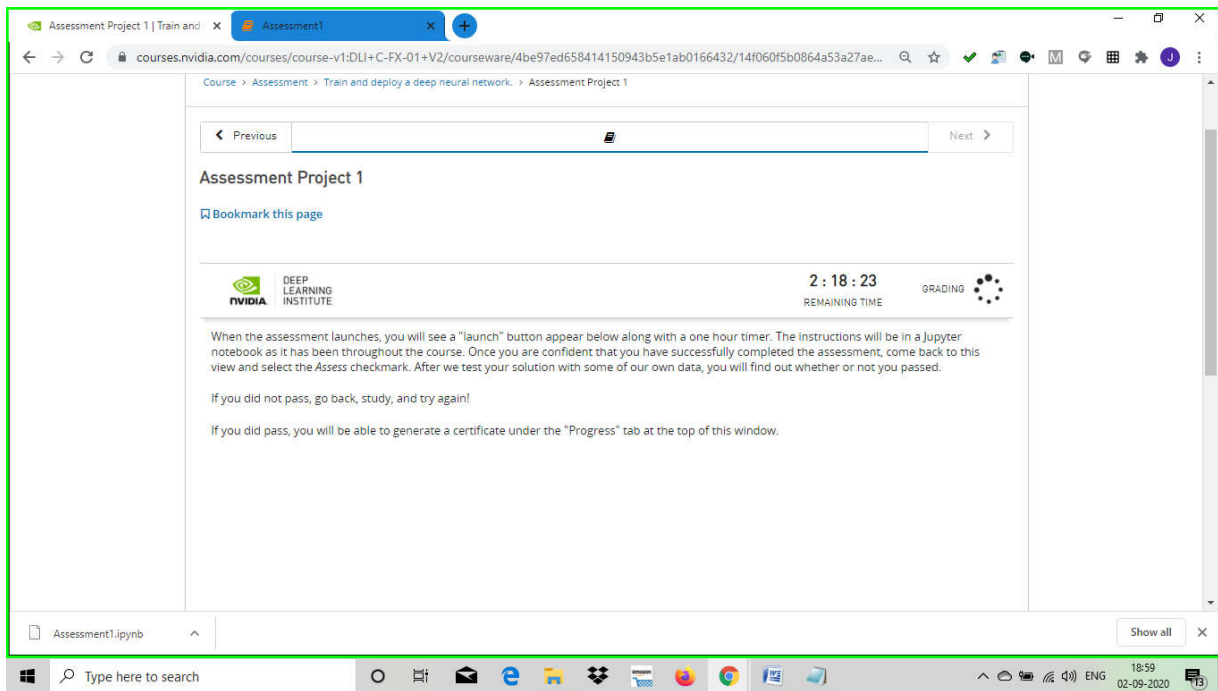 Assessment Project 1 | Train and
Assessment1
courses.nvidia.com/courses/course-v1:DLI+C-FX-01+V2/courseware/4be97ed658414150943b5e1ab0166432/14f060f5b0864a53a27ae...
J
Course > Assessment > Train and deploy a deep neural network. > Assessment Project 1
Previous
Next
Assessment Project 1
Bookmark this page
NVIDIA.
DEEP
LEARNING
INSTITUTE
2 : 18 : 23
REMAINING TIME
GRADING
When the assessment launches, you will see a "launch" button appear below along with a one hour timer. The instructions will be in a Jupyter
notebook as it has been throughout the course. Once you are confident that you have successfully completed the assessment, come back to this
view and select the Assess checkmark. After we test your solution with some of our own data, you will find out whether or not you passed.
If you did not pass, go back, study, and try again!
If you did pass, you will be able to generate a certificate under the "Progress" tab at the top of this window.
Assessment1.ipynb
Show all
Type here to search
ENG
18:59
02-09-2020
13